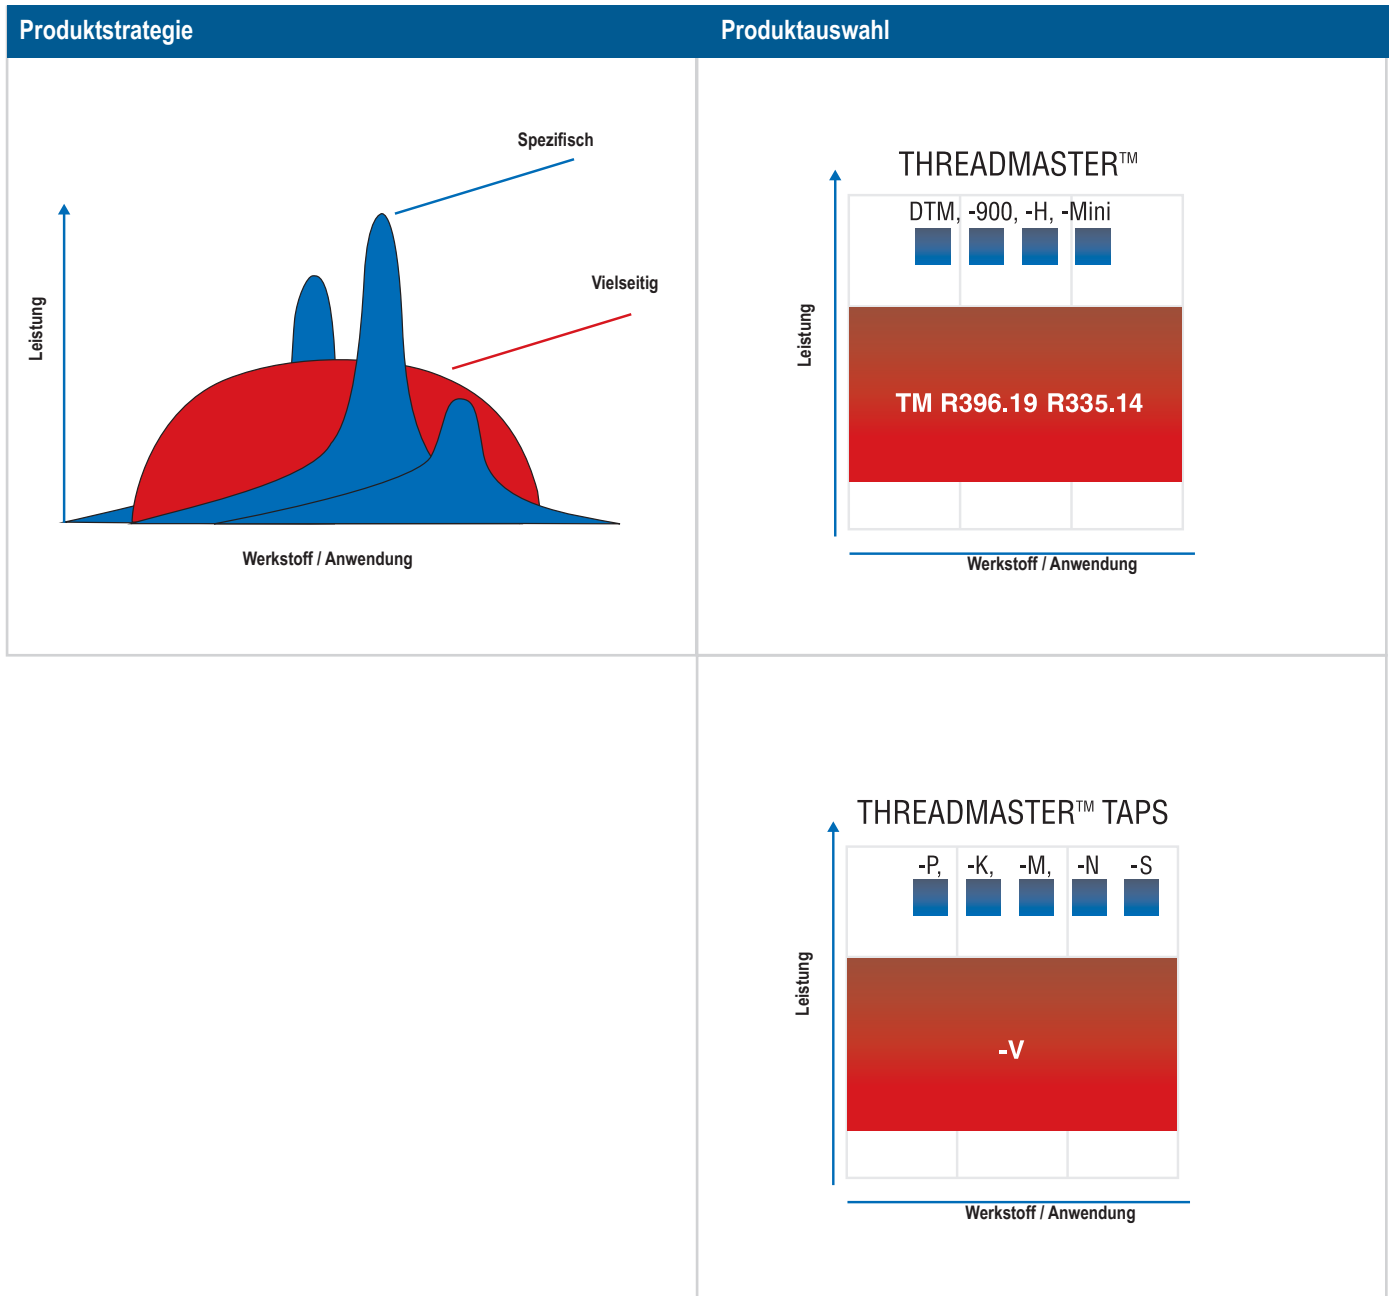 Produktstrategie
Produktauswahl
Spezifisch
Vielseitig
Leistung
Werkstoff / Anwendung
THREADMASTER™
DTM, -900, -H, -Mini
Leistung
TM R396.19 R335.14
Werkstoff / Anwendung
THREADMASTER™ TAPS
-P, -K, -M, -N -S
Leistung
-V
Werkstoff / Anwendung